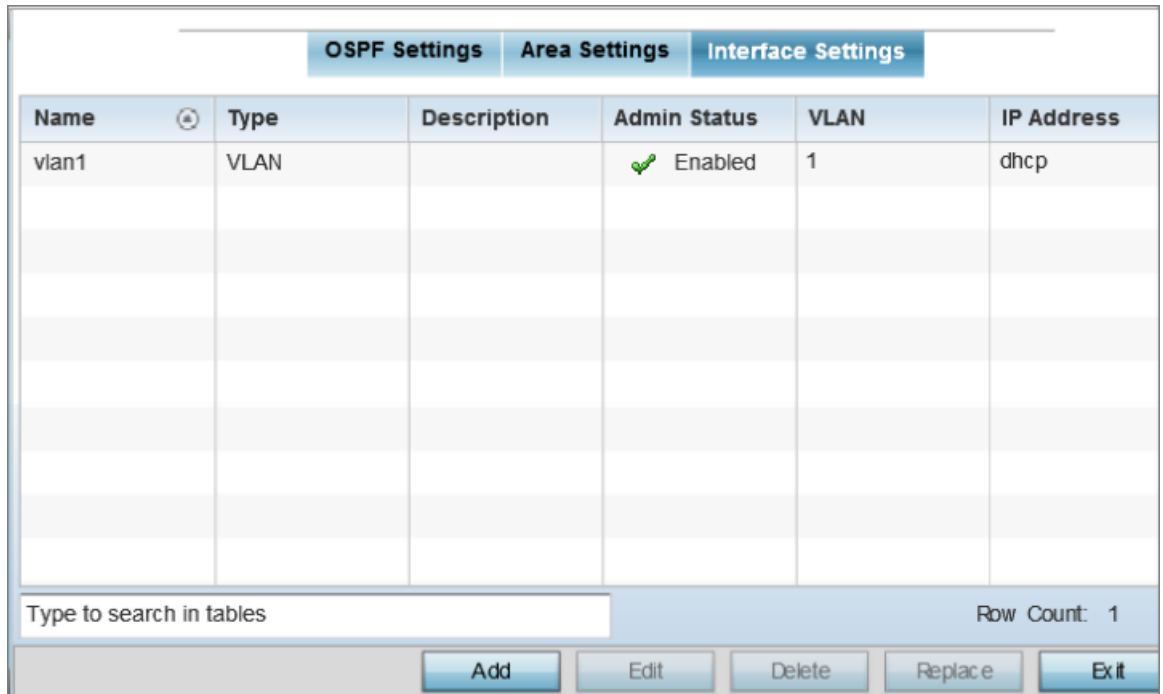 OSPF Settings Area Settings Interface Settings
Name Type Description Admin Status VLAN IP Address
vlan1 VLAN Enabled 1 dhcp
Type to search in tables Row Count: 1
Add Edit Delete Replace Exit